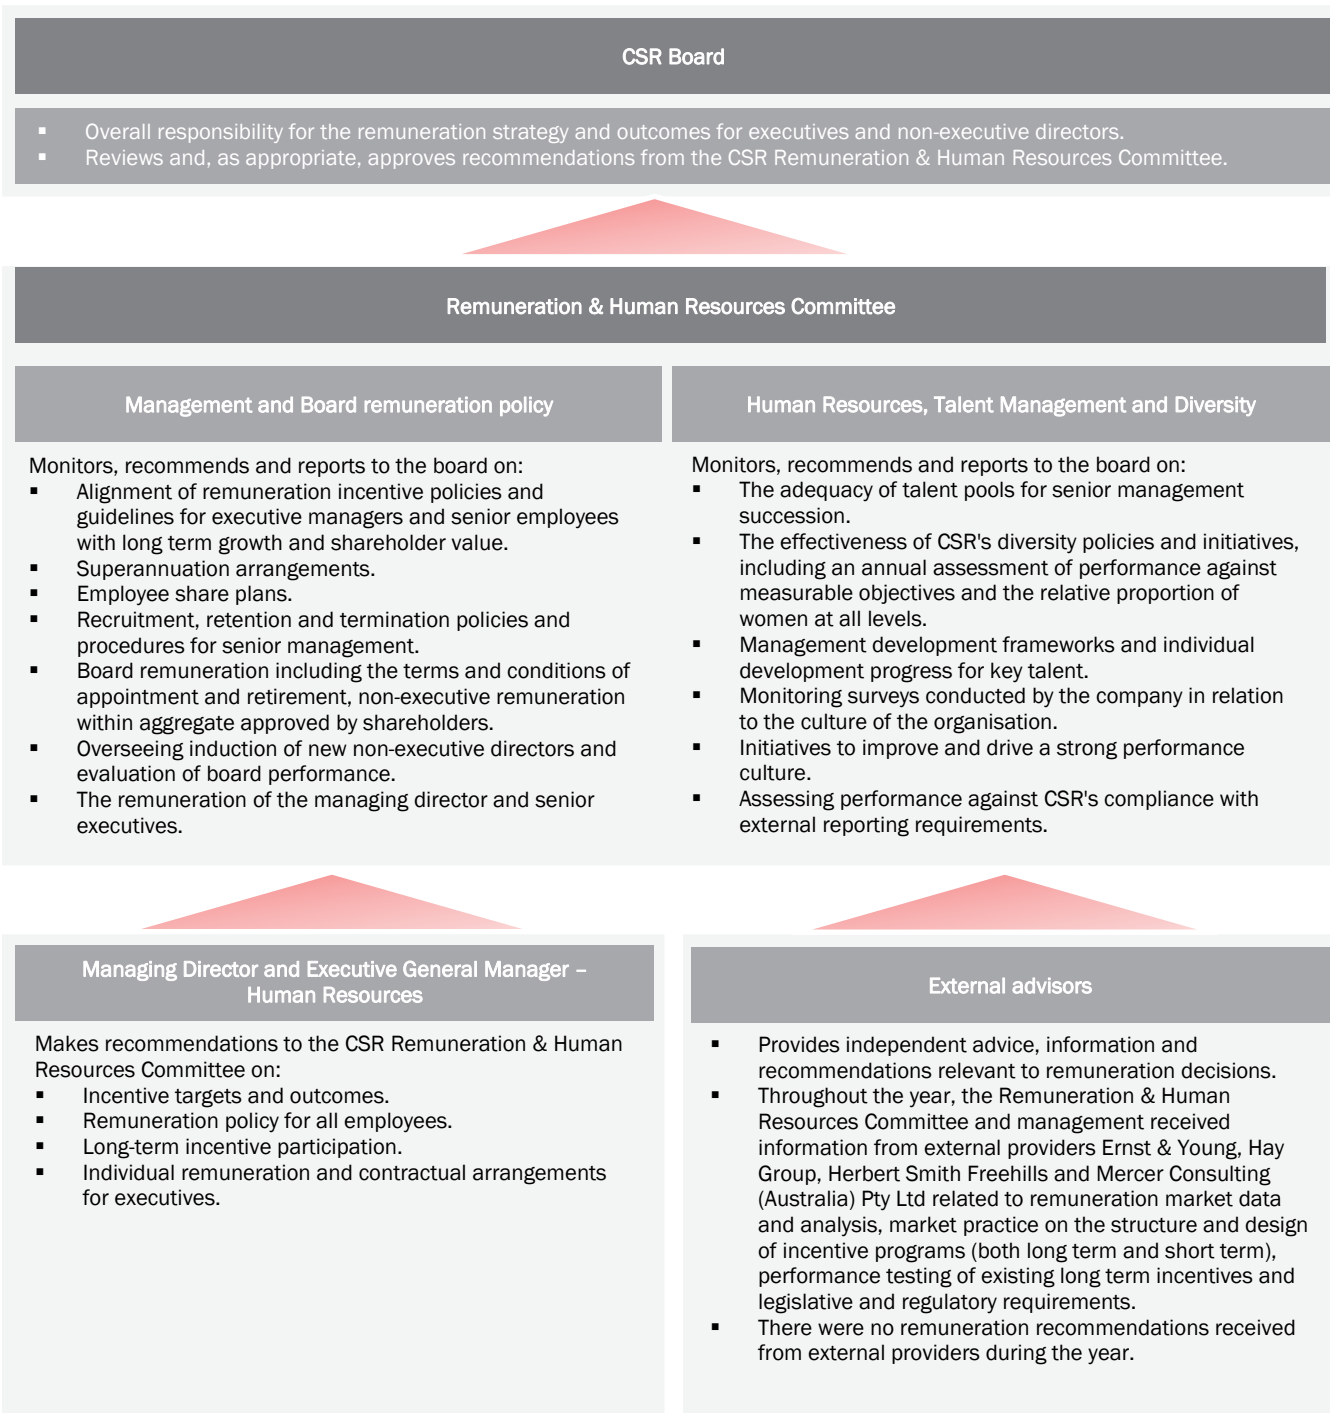 CSR Board
▪ Overall responsibility for the remuneration strategy and outcomes for executives and non-executive directors.
▪ Reviews and, as appropriate, approves recommendations from the CSR Remuneration & Human Resources Committee.
Remuneration & Human Resources Committee
Management and Board remuneration policy
Monitors, recommends and reports to the board on:
▪ Alignment of remuneration incentive policies and
guidelines for executive managers and senior employees
with long term growth and shareholder value.
▪ Superannuation arrangements.
▪ Employee share plans.
▪ Recruitment, retention and termination policies and
procedures for senior management.
▪ Board remuneration including the terms and conditions of
appointment and retirement, non-executive remuneration
within aggregate approved by shareholders.
▪ Overseeing induction of new non-executive directors and
evaluation of board performance.
▪ The remuneration of the managing director and senior
executives.
Human Resources, Talent Management and Diversity
Monitors, recommends and reports to the board on:
▪ The adequacy of talent pools for senior management
succession.
▪ The effectiveness of CSR's diversity policies and initiatives,
including an annual assessment of performance against
measurable objectives and the relative proportion of
women at all levels.
▪ Management development frameworks and individual
development progress for key talent.
▪ Monitoring surveys conducted by the company in relation
to the culture of the organisation.
▪ Initiatives to improve and drive a strong performance
culture.
▪ Assessing performance against CSR's compliance with
external reporting requirements.
Managing Director and Executive General Manager –
Human Resources
Makes recommendations to the CSR Remuneration & Human
Resources Committee on:
▪ Incentive targets and outcomes.
▪ Remuneration policy for all employees.
▪ Long-term incentive participation.
▪ Individual remuneration and contractual arrangements
for executives.
External advisors
▪ Provides independent advice, information and
recommendations relevant to remuneration decisions.
▪ Throughout the year, the Remuneration & Human
Resources Committee and management received
information from external providers Ernst & Young, Hay
Group, Herbert Smith Freehills and Mercer Consulting
(Australia) Pty Ltd related to remuneration market data
and analysis, market practice on the structure and design
of incentive programs (both long term and short term),
performance testing of existing long term incentives and
legislative and regulatory requirements.
▪ There were no remuneration recommendations received
from external providers during the year.